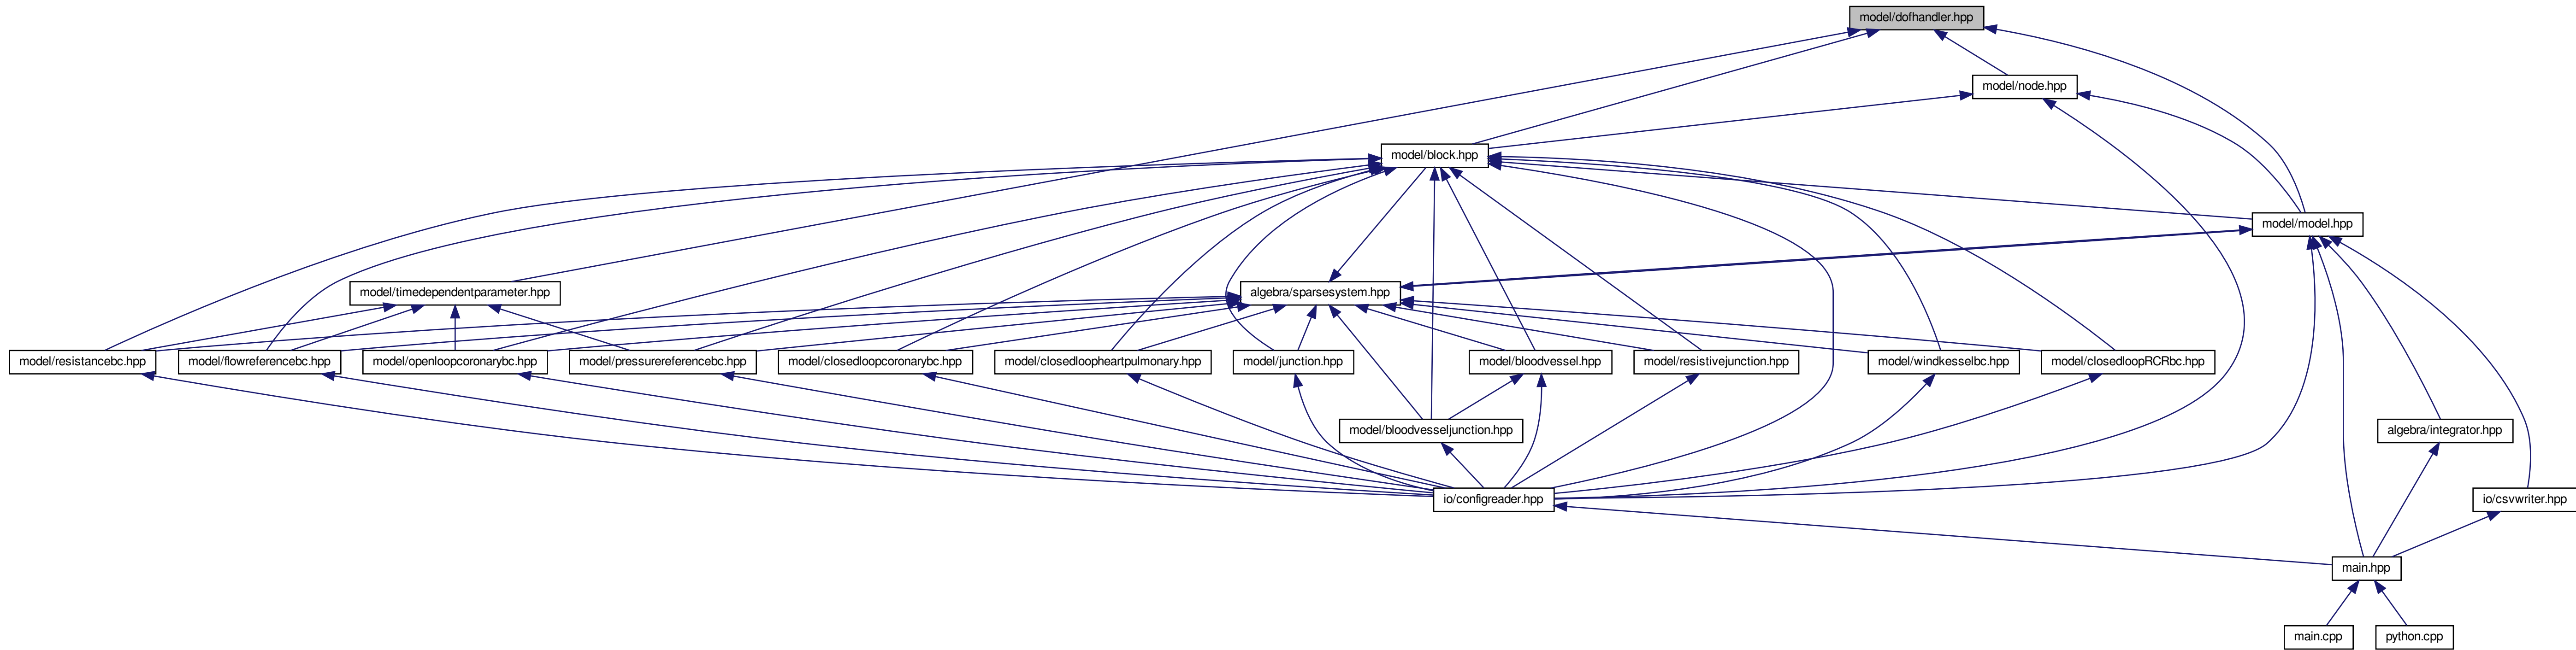 model/dofhandler.hpp
model/node.hpp
model/block.hpp
model/model.hpp
model/timedependentparameter.hpp
algebra/sparsesystem.hpp
model/resistancebc.hpp
model/flowreferencebc.hpp
model/openloopcoronarybc.hpp
model/pressurereferencebc.hpp
model/closedloopcoronarybc.hpp
model/closedloopheartpulmonary.hpp
model/junction.hpp
model/bloodvessel.hpp
model/resistivejunction.hpp
model/windkesselbc.hpp
model/closedloopRCRbc.hpp
model/bloodvesseljunction.hpp
algebra/integrator.hpp
io/configreader.hpp
io/csvwriter.hpp
main.hpp
main.cpp
python.cpp